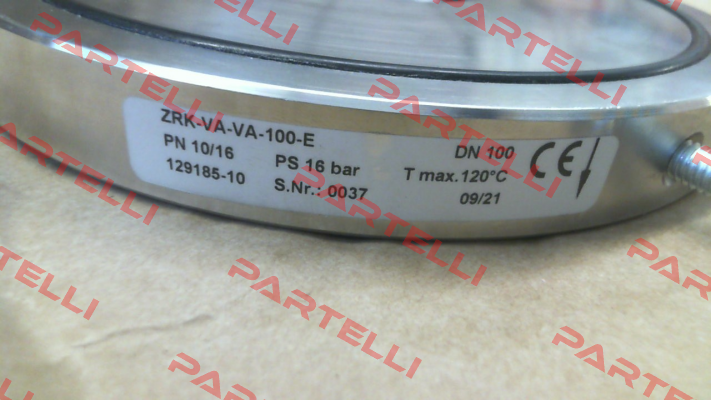 ZRK-VA-VA-100-E
PN 10/16 PS 16 bar
129185-10 S.Nr.: 0037
DN 100
T max. 120°C
09/21
CE
PARTELLI
PARTELLI
PARTELLI
PARTELLI
PARTELLI
PARTELLI
PARTELLI
PARTELLI